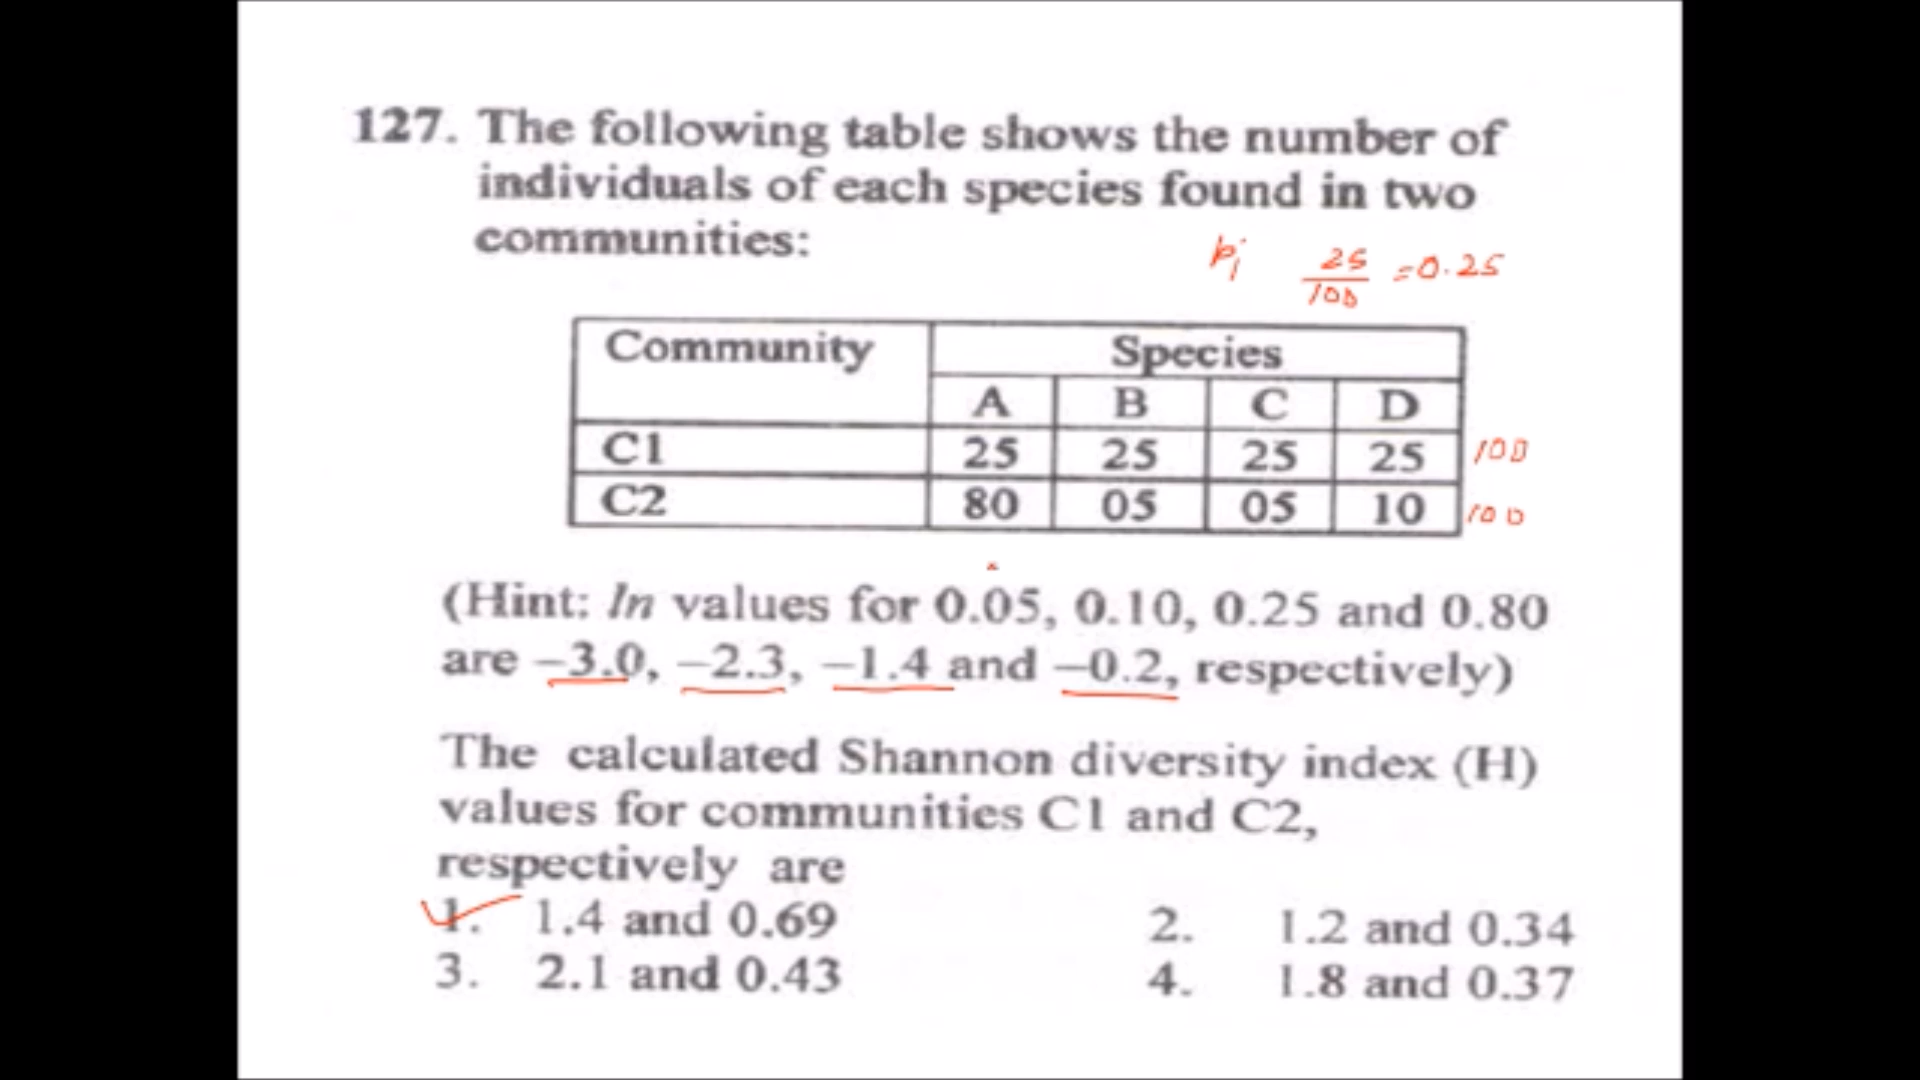 127. The following table shows the number of
individuals of each species found in two
communities:
pi 25/100 =0.25
Community Species
A B C D
C1 25 25 25 25 100
C2 80 05 05 10 100
(Hint: ln values for 0.05, 0.10, 0.25 and 0.80
are –3.0, –2.3, –1.4 and –0.2, respectively)
The calculated Shannon diversity index (H)
values for communities C1 and C2,
respectively are
1. 1.4 and 0.69 2. 1.2 and 0.34
3. 2.1 and 0.43 4. 1.8 and 0.37